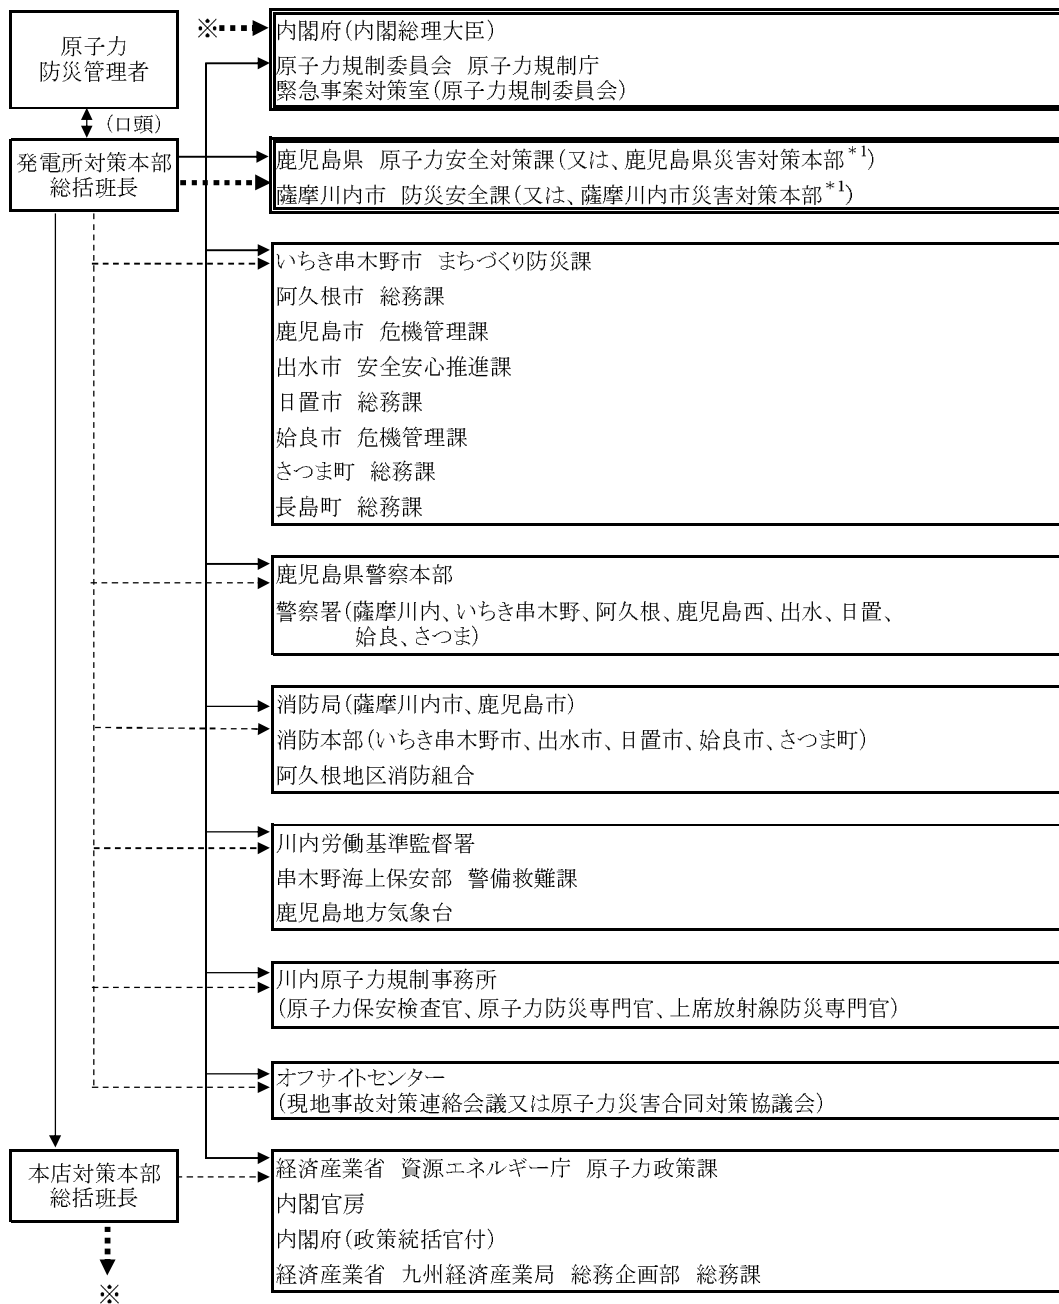 原子力
防災管理者
(口頭)
発電所対策本部
総括班長
※
内閣府(内閣総理大臣)
原子力規制委員会 原子力規制庁
緊急事案対策室(原子力規制委員会)
鹿児島県 原子力安全対策課(又は、鹿児島県災害対策本部*1)
薩摩川内市 防災安全課(又は、薩摩川内市災害対策本部*1)
いちき串木野市 まちづくり防災課
阿久根市 総務課
鹿児島市 危機管理課
出水市 安全安心推進課
日置市 総務課
姶良市 危機管理課
さつま町 総務課
長島町 総務課
鹿児島県警察本部
警察署(薩摩川内、いちき串木野、阿久根、鹿児島西、出水、日置、
姶良、さつま)
消防局(薩摩川内市、鹿児島市)
消防本部(いちき串木野市、出水市、日置市、姶良市、さつま町)
阿久根地区消防組合
川内労働基準監督署
串木野海上保安部 警備救難課
鹿児島地方気象台
川内原子力規制事務所
(原子力保安検査官、原子力防災専門官、上席放射線防災専門官)
オフサイトセンター
(現地事故対策連絡会議又は原子力災害合同対策協議会)
本店対策本部
総括班長
※
経済産業省 資源エネルギー庁 原子力政策課
内閣官房
内閣府(政策統括官付)
経済産業省 九州経済産業局 総務企画部 総務課